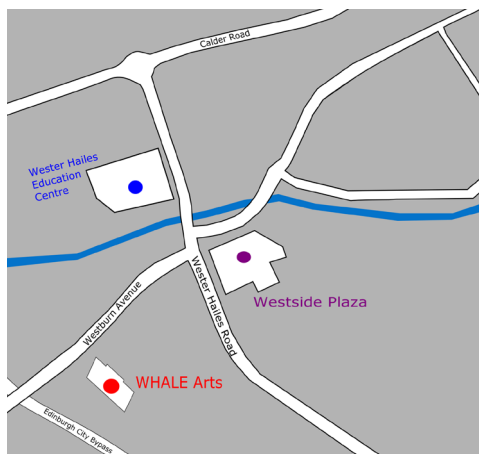 Calder Road
Wester Hailes
Education
Centre
Westside Plaza
Wester Hailes Road
Westburn Avenue
WHALE Arts
Edinburgh City Bypass